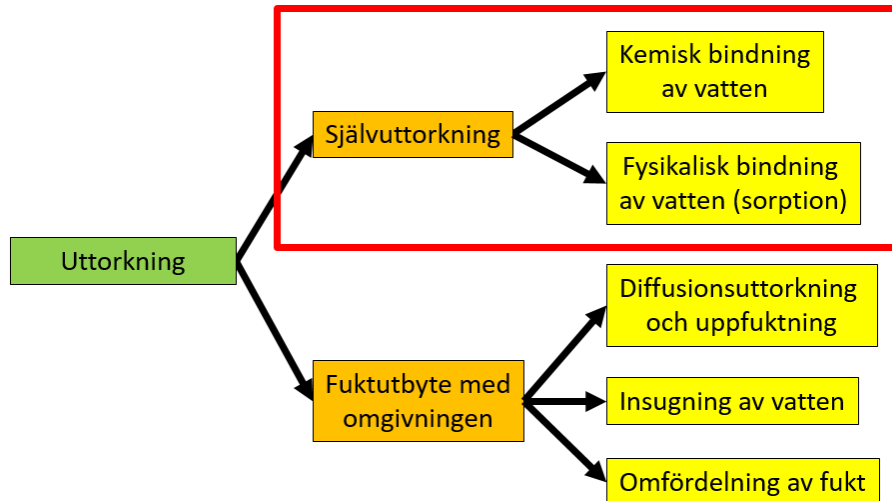 Kemisk bindning
av vatten
Självuttorkning
Fysikalisk bindning
av vatten (sorption)
Uttorkning
Diffusionsuttorkning
och uppfuktning
Fuktutbyte med
omgivningen
Insugning av vatten
Omfördelning av fukt